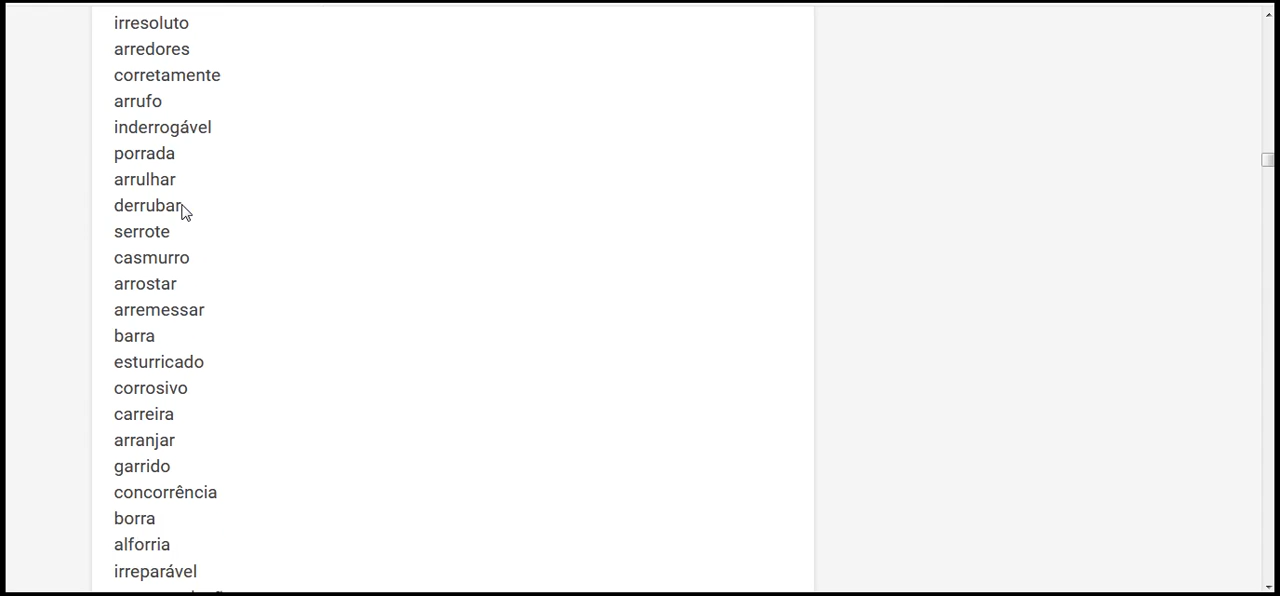 irresoluto
arredores
corretamente
arrufo
inderrogável
porrada
arrulhar
derrubar
serrote
casmurro
arrostar
arremessar
barra
esturricado
corrosivo
carreira
arranjar
garrido
concorrência
borra
alforria
irreparável